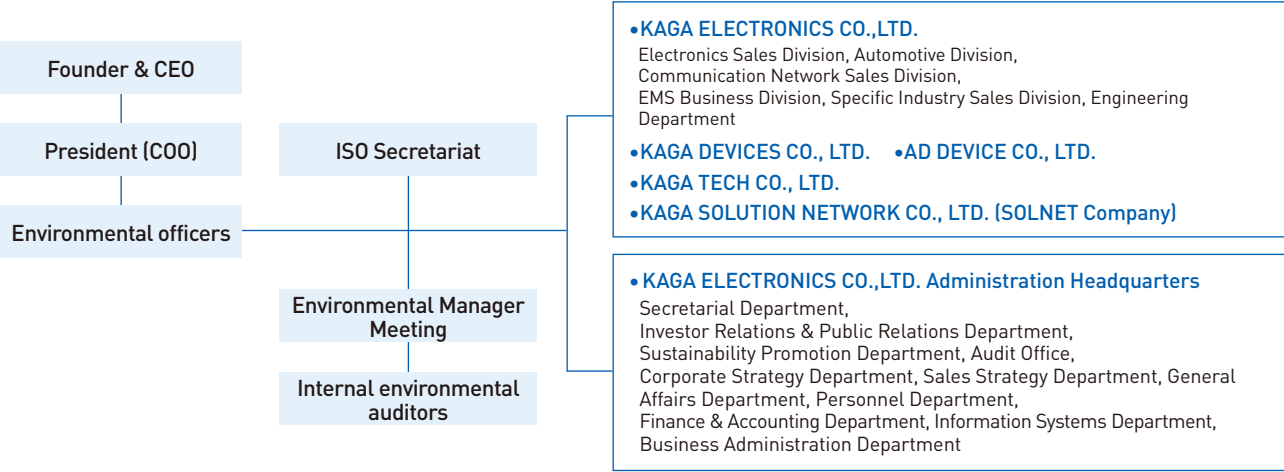 Founder & CEO
President (COO)
Environmental officers
ISO Secretariat
Environmental Manager
Meeting
Internal environmental
auditors
•KAGA ELECTRONICS CO.,LTD.
Electronics Sales Division, Automotive Division,
Communication Network Sales Division,
EMS Business Division, Specific Industry Sales Division, Engineering
Department
•KAGA DEVICES CO., LTD. •AD DEVICE CO., LTD.
•KAGA TECH CO., LTD.
•KAGA SOLUTION NETWORK CO., LTD. (SOLNET Company)
•KAGA ELECTRONICS CO.,LTD. Administration Headquarters
Secretarial Department,
Investor Relations & Public Relations Department,
Sustainability Promotion Department, Audit Office,
Corporate Strategy Department, Sales Strategy Department, General
Affairs Department, Personnel Department,
Finance & Accounting Department, Information Systems Department,
Business Administration Department